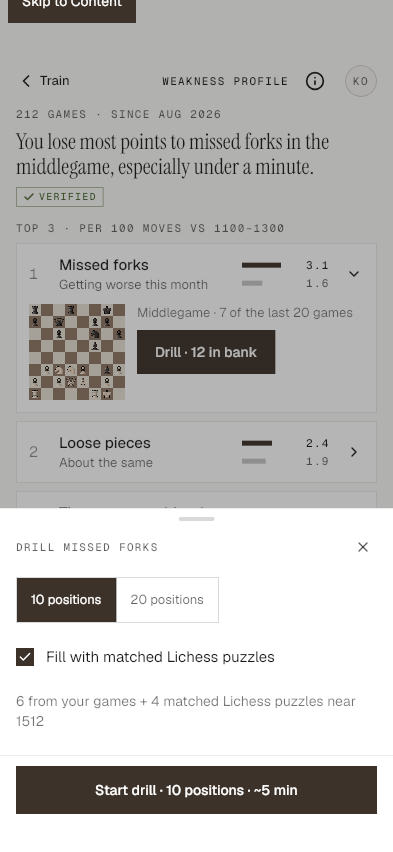 Skip to Content
Train
WEAKNESS PROFILE
KO
212 GAMES · SINCE AUG 2026
You lose most points to missed forks in the
middlegame, especially under a minute.
VERIFIED
TOP 3 · PER 100 MOVES VS 1100–1300
1 Missed forks 3.1
Getting worse this month 1.6
Middlegame · 7 of the last 20 games
Drill · 12 in bank
2 Loose pieces 2.4
About the same 1.9
DRILL MISSED FORKS
10 positions 20 positions
Fill with matched Lichess puzzles
6 from your games + 4 matched Lichess puzzles near
1512
Start drill · 10 positions · ~5 min